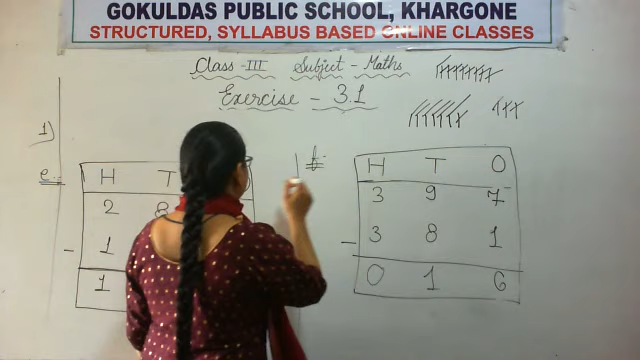 GOKULDAS PUBLIC SCHOOL, KHARGONE
STRUCTURED, SYLLABUS BASED ONLINE CLASSES
Class-III Subject - Maths
Exercise - 3.1
1)
e.
H T
2 8
- 1
1
f.
H T O
3 9 7
- 3 8 1
0 1 6